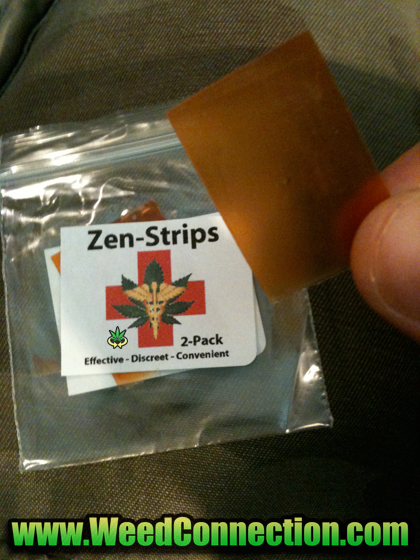 Zen-Strips
2-Pack
Effective - Discreet - Convenient
www.WeedConnection.com